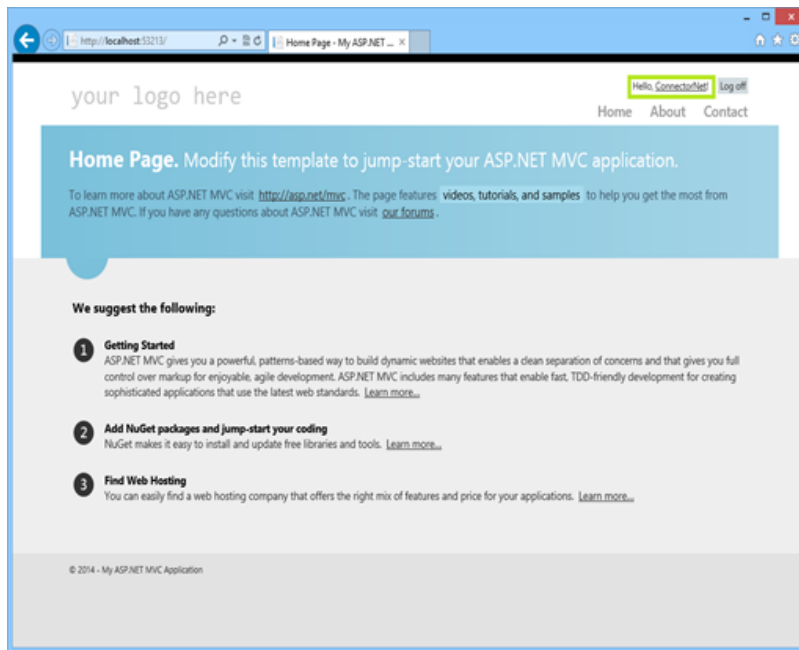 http://localhost:53213/
Home Page - My ASP.NET ... ×
your logo here
Hello, ConnectorNet! Log off
Home About Contact
Home Page. Modify this template to jump-start your ASP.NET MVC application.
To learn more about ASP.NET MVC visit http://asp.net/mvc. The page features videos, tutorials, and samples to help you get the most from
ASP.NET MVC. If you have any questions about ASP.NET MVC visit our forums.
We suggest the following:
1 Getting Started
ASP.NET MVC gives you a powerful, patterns-based way to build dynamic websites that enables a clean separation of concerns and that gives you full
control over markup for enjoyable, agile development. ASP.NET MVC includes many features that enable fast, TDD-friendly development for creating
sophisticated applications that use the latest web standards. Learn more...
2 Add NuGet packages and jump-start your coding
NuGet makes it easy to install and update free libraries and tools. Learn more...
3 Find Web Hosting
You can easily find a web hosting company that offers the right mix of features and price for your applications. Learn more...
© 2014 - My ASP.NET MVC Application